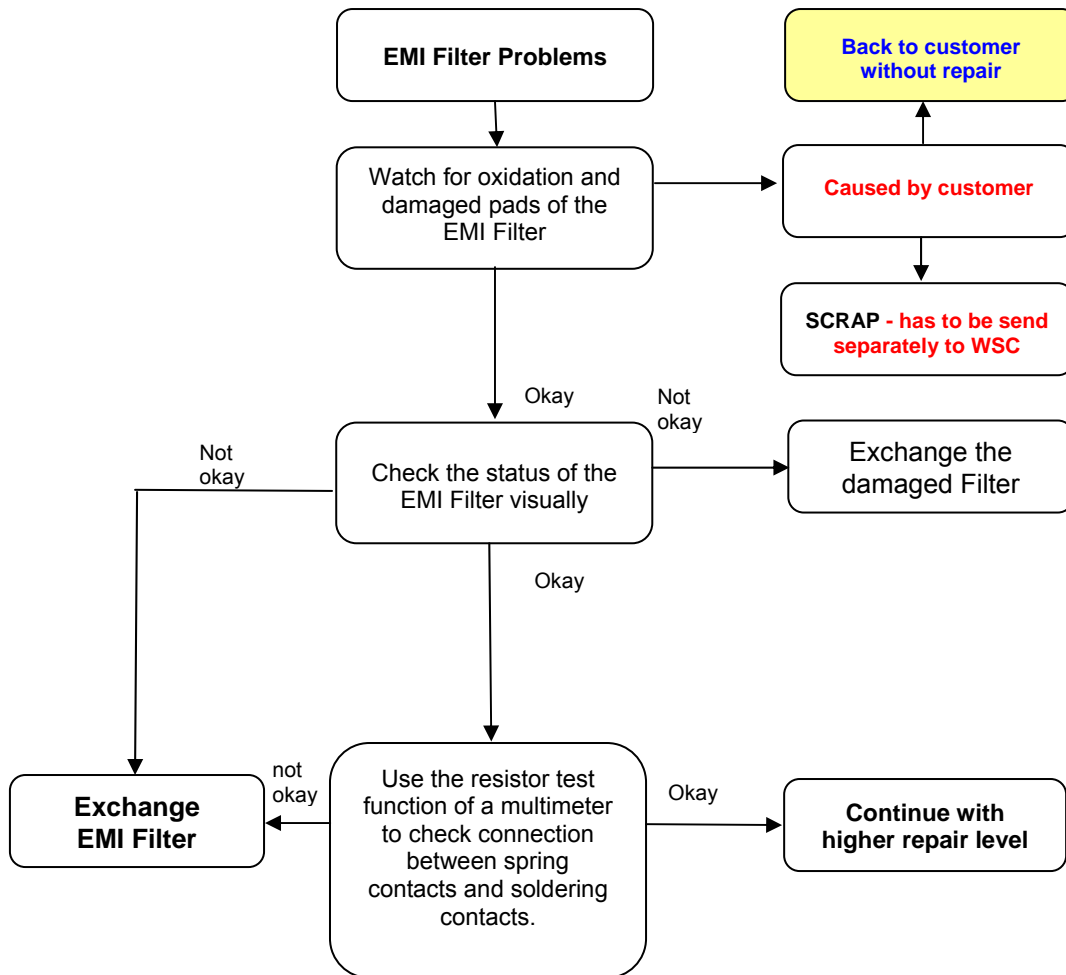 EMI Filter Problems
Back to customer
without repair
Watch for oxidation and
damaged pads of the
EMI Filter
Caused by customer
SCRAP - has to be send
separately to WSC
Okay
Not
okay
Not
okay
Check the status of the
EMI Filter visually
Exchange the
damaged Filter
Okay
Exchange
EMI Filter
not
okay
Use the resistor test
function of a multimeter
to check connection
between spring
contacts and soldering
contacts.
Okay
Continue with
higher repair level